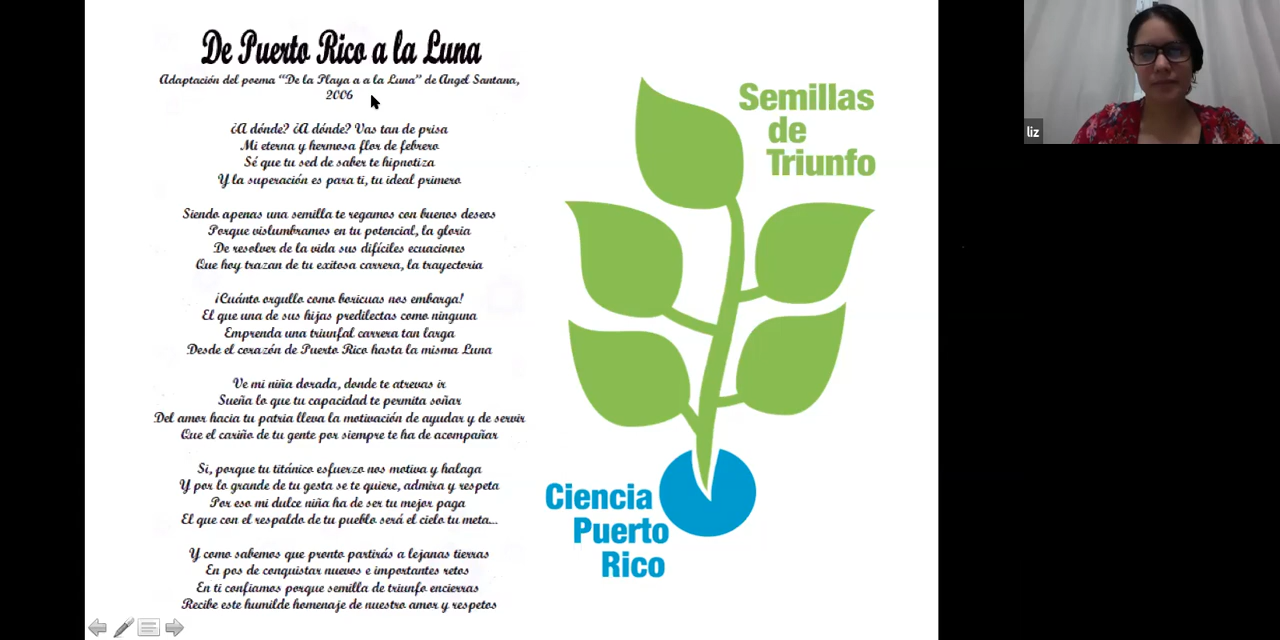 De Puerto Rico a la Luna
Adaptación del poema "De la Playa a a la Luna" de Angel Santana,
2006
¿A dónde? ¿A dónde? Vas tan de prisa
Mi eterna y hermosa flor de febrero
Sé que tu sed de saber te hipnotiza
Y la superación es para ti, tu ideal primero
Siendo apenas una semilla te regamos con buenos deseos
Porque vislumbramos en tu potencial, la gloria
De resolver de la vida sus difíciles ecuaciones
Que hoy trazan de tu exitosa carrera, la trayectoria
¡Cuánto orgullo como boricuas nos embarga!
El que una de sus hijas predilectas como ninguna
Emprenda una triunfal carrera tan larga
Desde el corazón de Puerto Rico hasta la misma Luna
Ve mi niña dorada, donde te atrevas ir
Sueña lo que tu capacidad te permita soñar
Del amor hacia tu patria lleva la motivación de ayudar y de servir
Que el cariño de tu gente por siempre te ha de acompañar
Si, porque tu titánico esfuerzo nos motiva y halaga
Y por lo grande de tu gesta se te quiere, admira y respeta
Por eso mi dulce niña ha de ser tu mejor paga
El que con el respaldo de tu pueblo será el cielo tu meta...
Y como sabemos que pronto partirás a lejanas tierras
En pos de conquistar nuevos e importantes retos
En ti confiamos porque semilla de triunfo encierras
Recibe este humilde homenaje de nuestro amor y respetos
Semillas
de
Triunfo
Ciencia
Puerto
Rico
liz